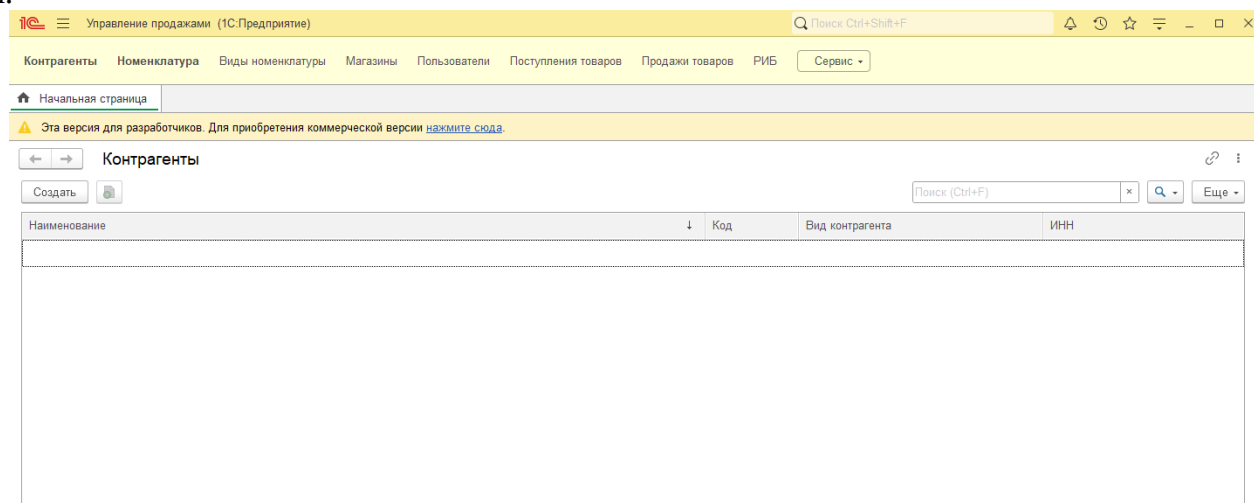 1С Управление продажами (1С:Предприятие) Поиск Ctrl+Shift+F
Контрагенты Номенклатура Виды номенклатуры Магазины Пользователи Поступления товаров Продажи товаров РИБ Сервис
Начальная страница
Эта версия для разработчиков. Для приобретения коммерческой версии нажмите сюда.
Контрагенты
Создать Поиск (Ctrl+F) × Еще
Наименование ↓ Код Вид контрагента ИНН